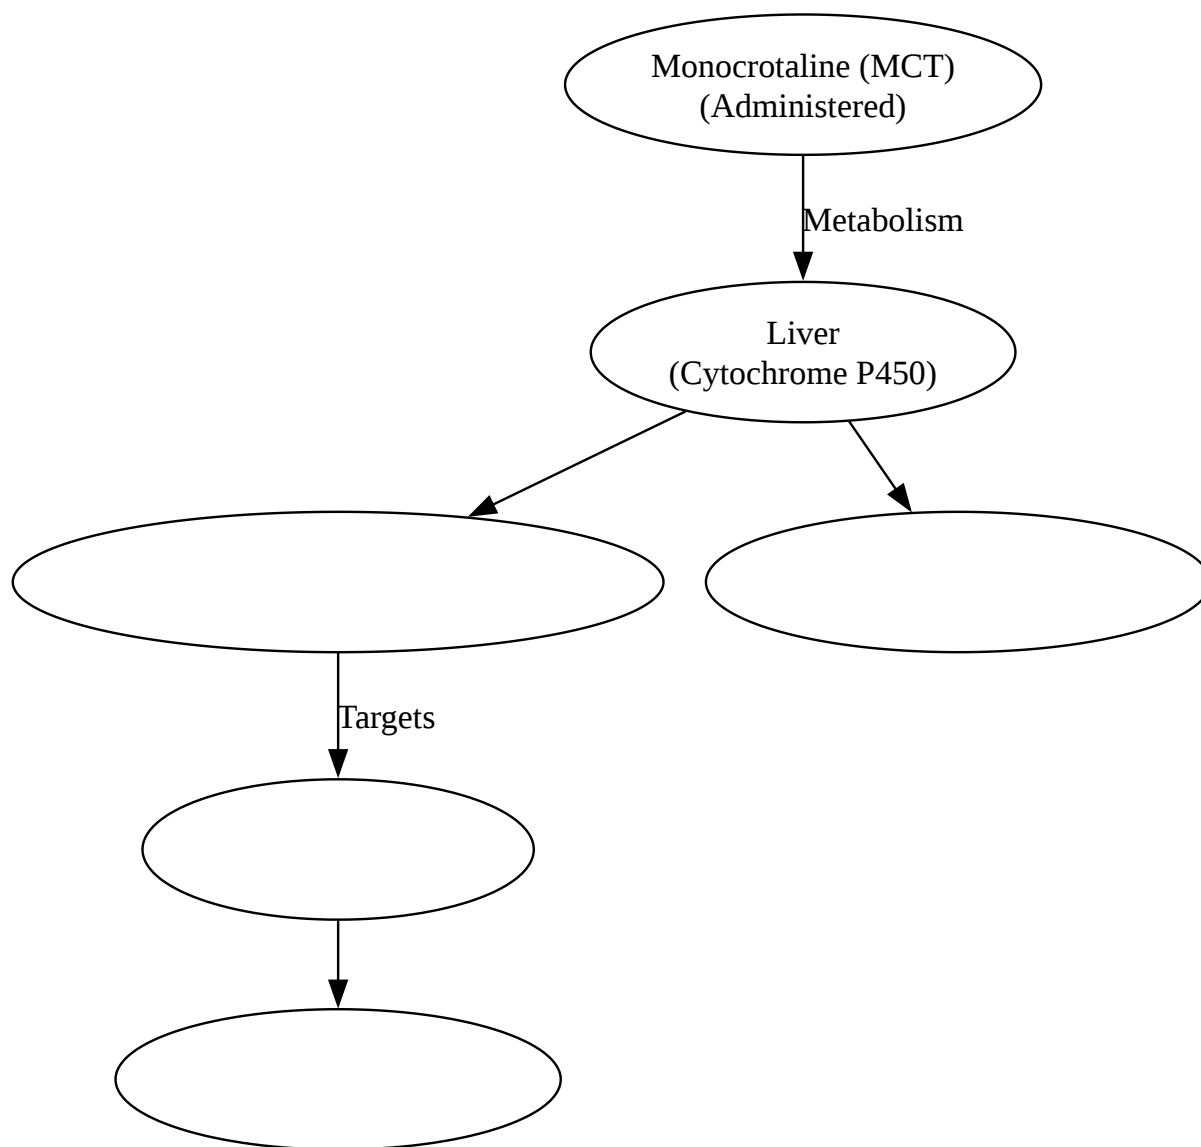 Monocrotaline (MCT)
(Administered)
Metabolism
Liver
(Cytochrome P450)
Targets